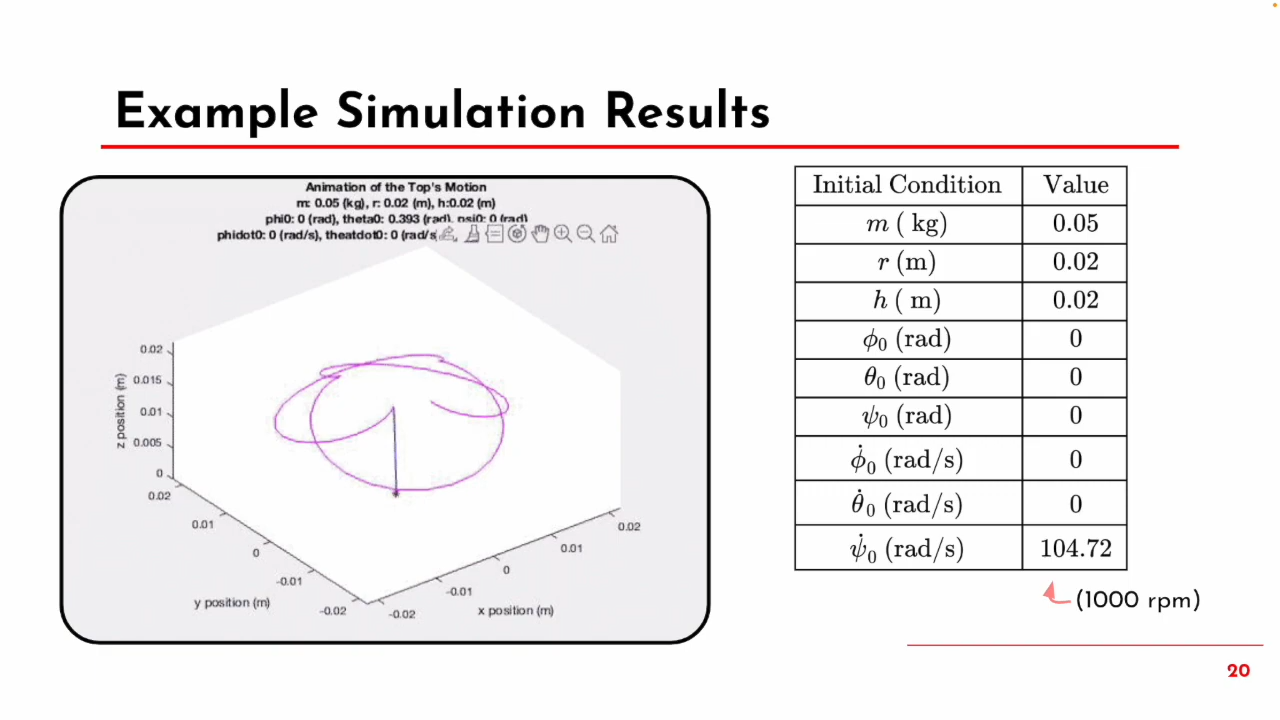 Example Simulation Results
Animation of the Top's Motion
m: 0.05 (kg), r: 0.02 (m), h:0.02 (m)
phi0: 0 (rad), theta0: 0.393 (rad), psi0: 0 (rad)
phidot0: 0 (rad/s), theatdot0: 0 (rad/s
0.02
0.015
0.01
0.005
0
z position (m)
0.02
0.01
0
-0.01
-0.02
y position (m)
-0.02
-0.01
0
0.01
0.02
x position (m)
Initial Condition Value
m ( kg) 0.05
r (m) 0.02
h ( m) 0.02
ϕ₀ (rad) 0
θ₀ (rad) 0
ψ₀ (rad) 0
ϕ̇₀ (rad/s) 0
θ̇₀ (rad/s) 0
ψ̇₀ (rad/s) 104.72
(1000 rpm)
20